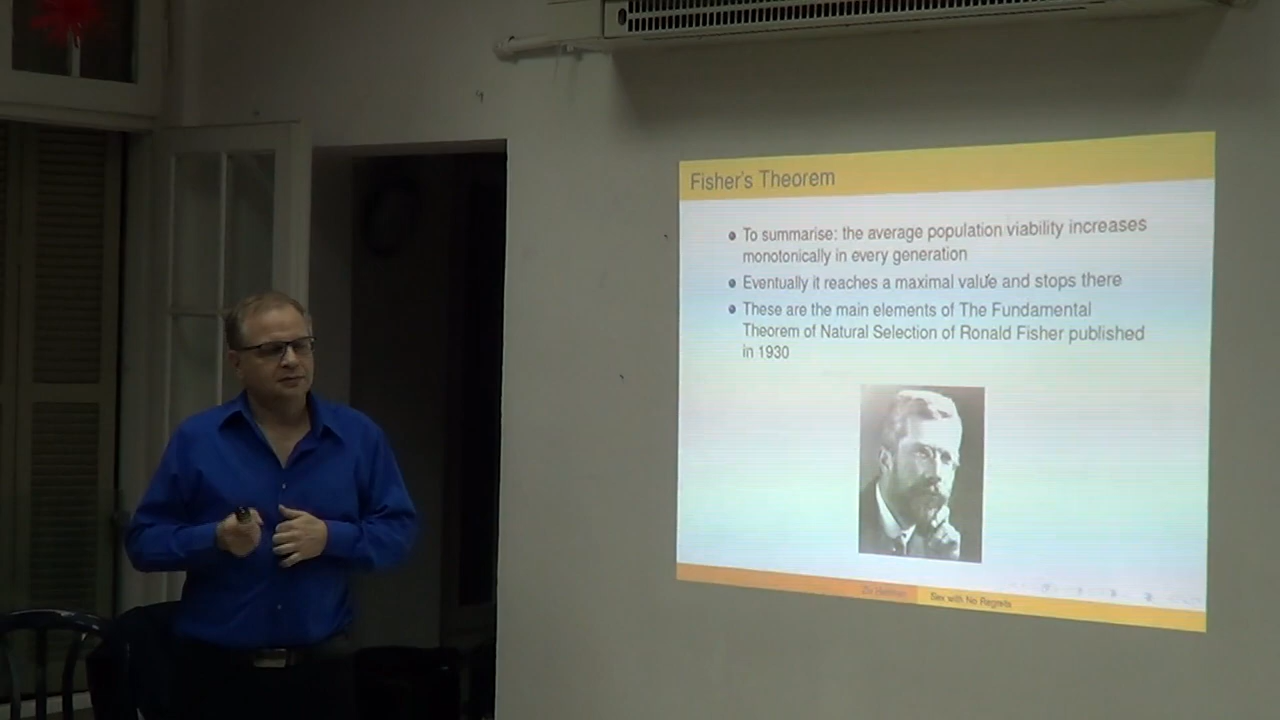 Fisher's Theorem
To summarise: the average population viability increases
monotonically in every generation
Eventually it reaches a maximal value and stops there
These are the main elements of The Fundamental
Theorem of Natural Selection of Ronald Fisher published
in 1930
Sex with No Regrets